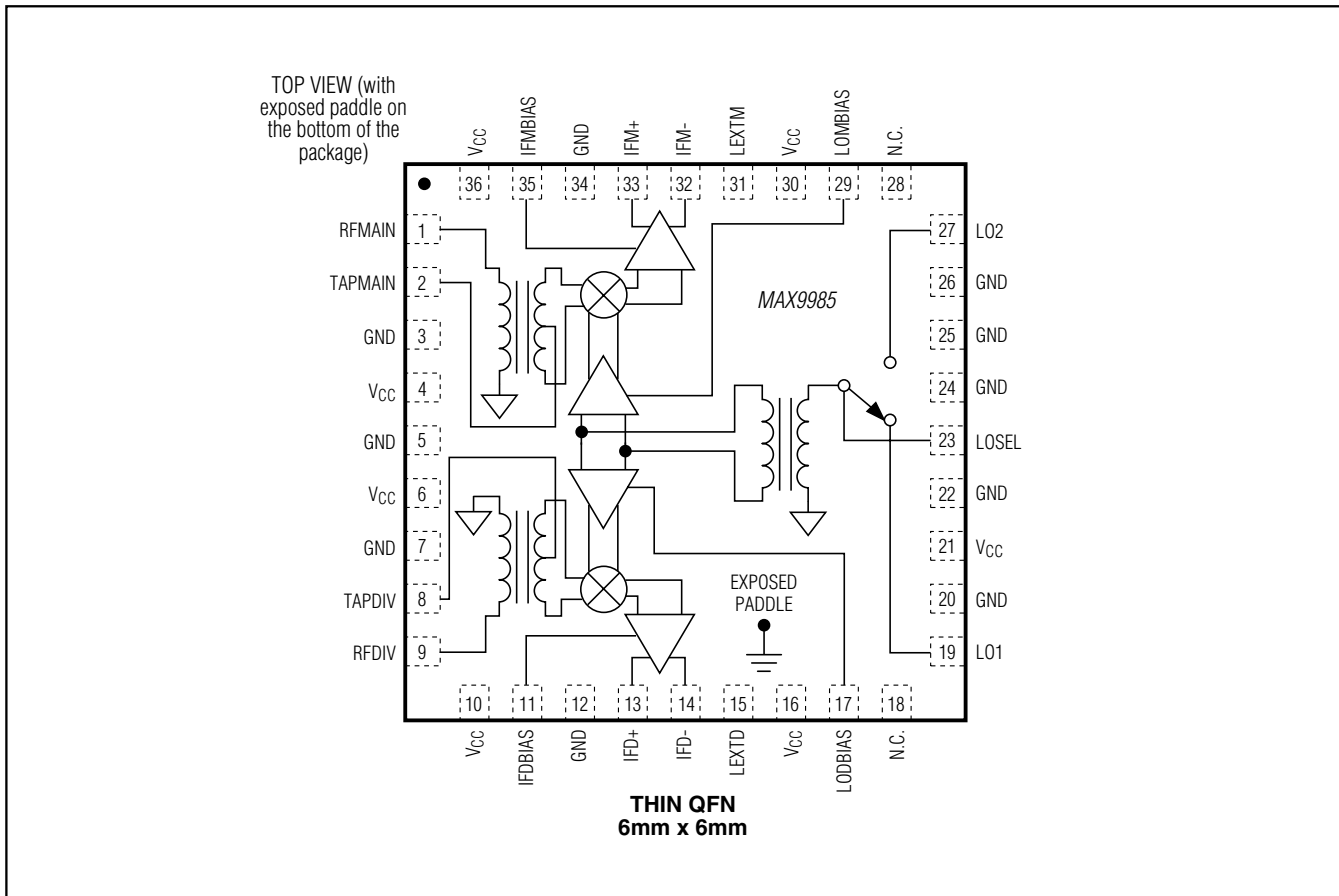 TOP VIEW (with
exposed paddle on
the bottom of the
package)
VCC
IFMBIAS
GND
IFM+
IFM-
LEXTM
VCC
LOMBIAS
N.C.
36
35
34
33
32
31
30
29
28
RFMAIN 1
TAPMAIN 2
GND 3
VCC 4
GND 5
VCC 6
GND 7
TAPDIV 8
RFDIV 9
MAX9985
27 LO2
26 GND
25 GND
24 GND
23 LOSEL
22 GND
21 VCC
20 GND
19 LO1
EXPOSED
PADDLE
10
11
12
13
14
15
16
17
18
VCC
IFDBIAS
GND
IFD+
IFD-
LEXTD
VCC
LODBIAS
N.C.
THIN QFN
6mm x 6mm